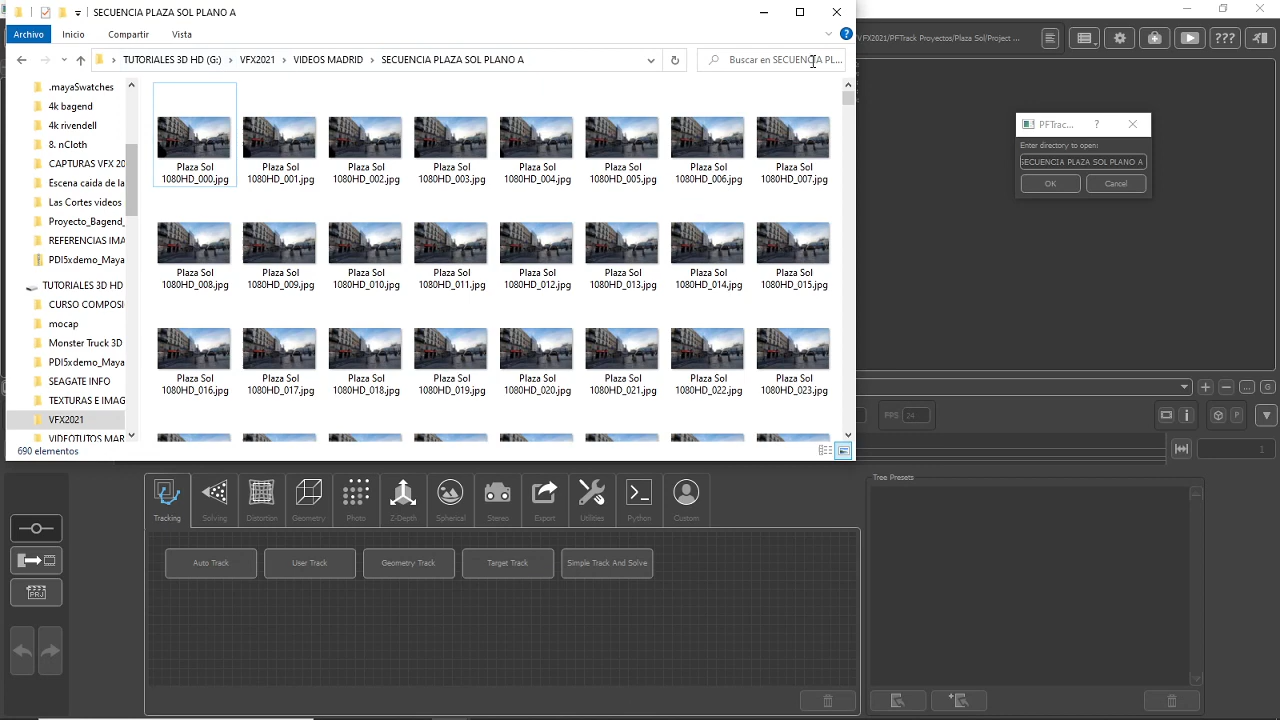 SECUENCIA PLAZA SOL PLANO A
Archivo
Inicio
Compartir
Vista
TUTORIALES 3D HD (G:)
VFX2021
VIDEOS MADRID
SECUENCIA PLAZA SOL PLANO A
Buscar en SECUENCIA PL...
.mayaSwatches
4k bagend
4k rivendell
8. nCloth
CAPTURAS VFX 20
Escena caida de la
Las Cortes videos
Proyecto_Bagend_
REFERENCIAS IMA
PDI5xdemo_Maya
TUTORIALES 3D HD
CURSO COMPOSI
mocap
Monster Truck 3D
PDI5xdemo_Maya
SEAGATE INFO
TEXTURAS E IMAG
VFX2021
VIDEOTUTOS MAR
Plaza Sol
1080HD_000.jpg
Plaza Sol
1080HD_001.jpg
Plaza Sol
1080HD_002.jpg
Plaza Sol
1080HD_003.jpg
Plaza Sol
1080HD_004.jpg
Plaza Sol
1080HD_005.jpg
Plaza Sol
1080HD_006.jpg
Plaza Sol
1080HD_007.jpg
Plaza Sol
1080HD_008.jpg
Plaza Sol
1080HD_009.jpg
Plaza Sol
1080HD_010.jpg
Plaza Sol
1080HD_011.jpg
Plaza Sol
1080HD_012.jpg
Plaza Sol
1080HD_013.jpg
Plaza Sol
1080HD_014.jpg
Plaza Sol
1080HD_015.jpg
Plaza Sol
1080HD_016.jpg
Plaza Sol
1080HD_017.jpg
Plaza Sol
1080HD_018.jpg
Plaza Sol
1080HD_019.jpg
Plaza Sol
1080HD_020.jpg
Plaza Sol
1080HD_021.jpg
Plaza Sol
1080HD_022.jpg
Plaza Sol
1080HD_023.jpg
690 elementos
/VFX2021/PFTrack Proyectos/Plaza Sol/Project ...
???
PFTrac...
?
Enter directory to open:
SECUENCIA PLAZA SOL PLANO A
OK
Cancel
...
G
FPS
24
i
P
1
Tracking
Solving
Distortion
Geometry
Photo
Z-Depth
Spherical
Stereo
Export
Utilities
Python
Custom
Auto Track
User Track
Geometry Track
Target Track
Simple Track And Solve
PRJ
Tree Presets